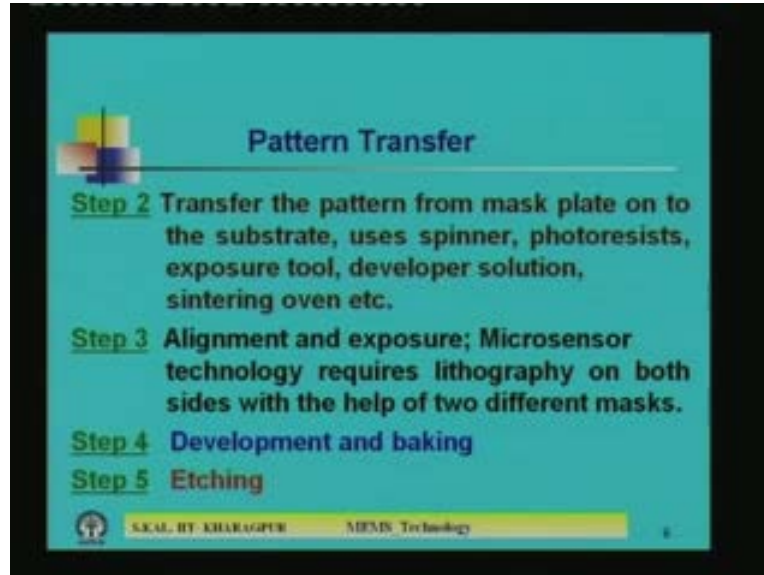 Pattern Transfer
Step 2 Transfer the pattern from mask plate on to
the substrate, uses spinner, photoresists,
exposure tool, developer solution,
sintering oven etc.
Step 3 Alignment and exposure; Microsensor
technology requires lithography on both
sides with the help of two different masks.
Step 4 Development and baking
Step 5 Etching
S.KAL, IIT- KHARAGPUR MEMS_Technology